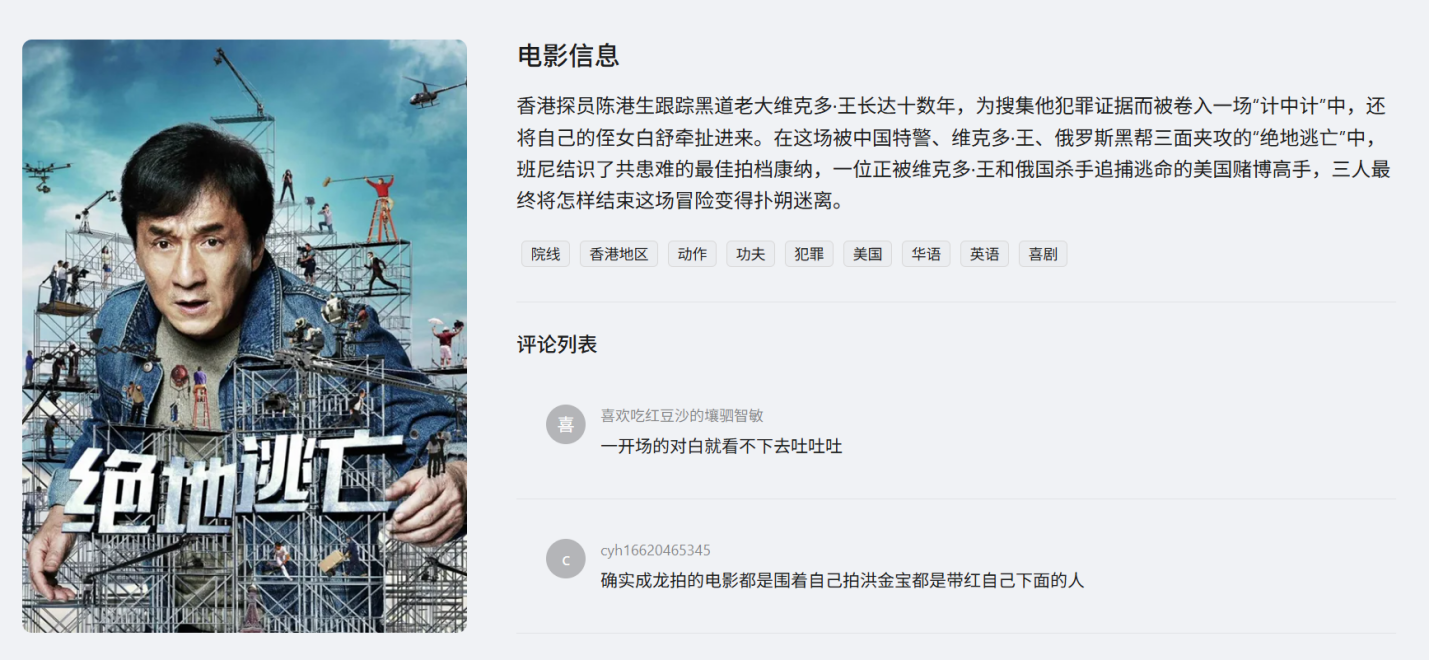 绝地逃亡
电影信息
香港探员陈港生跟踪黑道老大维克多·王长达十数年，为搜集他犯罪证据而被卷入一场“计中计”中，还
将自己的侄女白舒牵扯进来。在这场被中国特警、维克多·王、俄罗斯黑帮三面夹攻的“绝地逃亡”中，
班尼结识了共患难的最佳拍档康纳，一位正被维克多·王和俄国杀手追捕逃命的美国赌博高手，三人最
终将怎样结束这场冒险变得扑朔迷离。
院线 香港地区 动作 功夫 犯罪 美国 华语 英语 喜剧
评论列表
喜
喜欢吃红豆沙的壤驷智敏
一开场的对白就看不下去吐吐吐
c
cyh16620465345
确实成龙拍的电影都是围着自己拍洪金宝都是带红自己下面的人